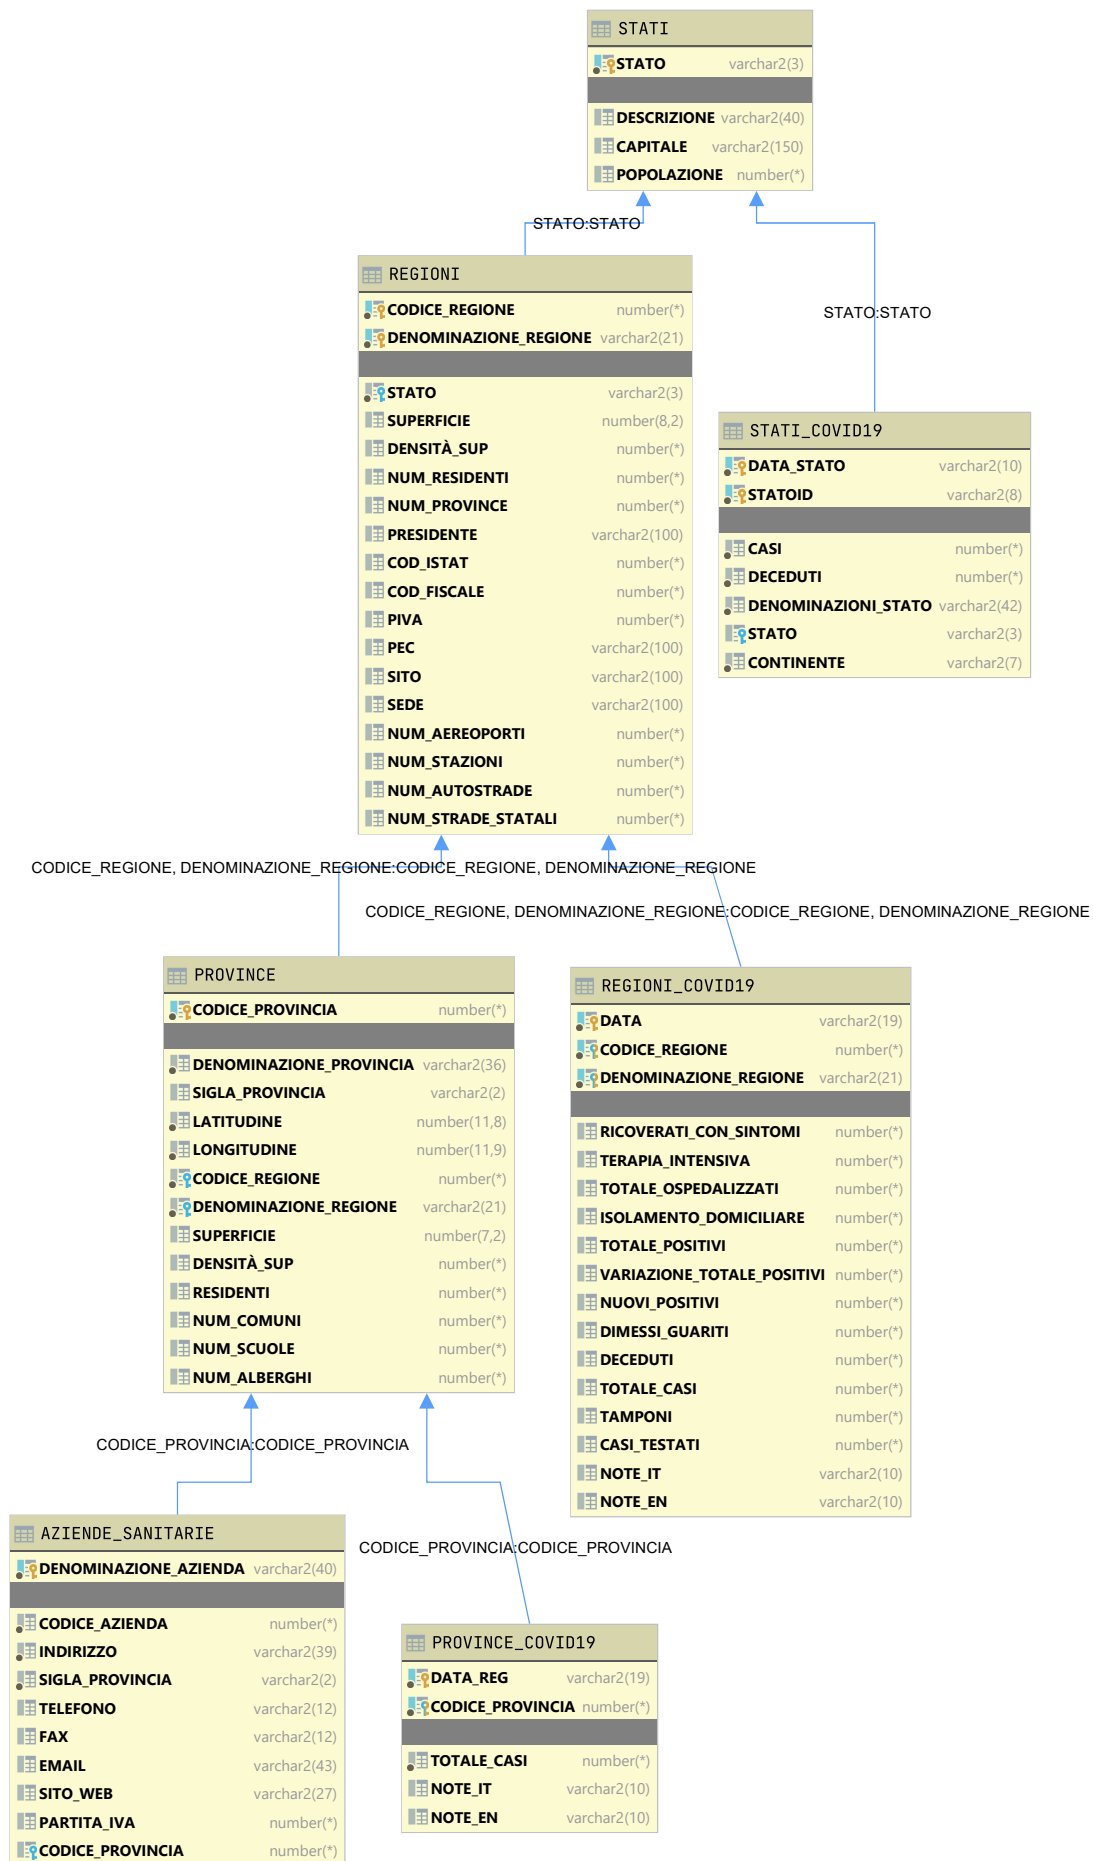 STATI
STATO varchar2(3)
DESCRIZIONE varchar2(40)
CAPITALE varchar2(150)
POPOLAZIONE number(*)
STATO:STATO
REGIONI
CODICE_REGIONE number(*)
DENOMINAZIONE_REGIONE varchar2(21)
STATO varchar2(3)
SUPERFICIE number(8,2)
DENSITÀ_SUP number(*)
NUM_RESIDENTI number(*)
NUM_PROVINCE number(*)
PRESIDENTE varchar2(100)
COD_ISTAT number(*)
COD_FISCALE number(*)
PIVA number(*)
PEC varchar2(100)
SITO varchar2(100)
SEDE varchar2(100)
NUM_AEREOPORTI number(*)
NUM_STAZIONI number(*)
NUM_AUTOSTRADE number(*)
NUM_STRADE_STATALI number(*)
STATO:STATO
STATI_COVID19
DATA_STATO varchar2(10)
STATOID varchar2(8)
CASI number(*)
DECEDUTI number(*)
DENOMINAZIONI_STATO varchar2(42)
STATO varchar2(3)
CONTINENTE varchar2(7)
CODICE_REGIONE, DENOMINAZIONE_REGIONE:CODICE_REGIONE, DENOMINAZIONE_REGIONE
CODICE_REGIONE, DENOMINAZIONE_REGIONE:CODICE_REGIONE, DENOMINAZIONE_REGIONE
PROVINCE
CODICE_PROVINCIA number(*)
DENOMINAZIONE_PROVINCIA varchar2(36)
SIGLA_PROVINCIA varchar2(2)
LATITUDINE number(11,8)
LONGITUDINE number(11,9)
CODICE_REGIONE number(*)
DENOMINAZIONE_REGIONE varchar2(21)
SUPERFICIE number(7,2)
DENSITÀ_SUP number(*)
RESIDENTI number(*)
NUM_COMUNI number(*)
NUM_SCUOLE number(*)
NUM_ALBERGHI number(*)
REGIONI_COVID19
DATA varchar2(19)
CODICE_REGIONE number(*)
DENOMINAZIONE_REGIONE varchar2(21)
RICOVERATI_CON_SINTOMI number(*)
TERAPIA_INTENSIVA number(*)
TOTALE_OSPEDALIZZATI number(*)
ISOLAMENTO_DOMICILIARE number(*)
TOTALE_POSITIVI number(*)
VARIAZIONE_TOTALE_POSITIVI number(*)
NUOVI_POSITIVI number(*)
DIMESSI_GUARITI number(*)
DECEDUTI number(*)
TOTALE_CASI number(*)
TAMPONI number(*)
CASI_TESTATI number(*)
NOTE_IT varchar2(10)
NOTE_EN varchar2(10)
CODICE_PROVINCIA:CODICE_PROVINCIA
AZIENDE_SANITARIE
DENOMINAZIONE_AZIENDA varchar2(40)
CODICE_AZIENDA number(*)
INDIRIZZO varchar2(39)
SIGLA_PROVINCIA varchar2(2)
TELEFONO varchar2(12)
FAX varchar2(12)
EMAIL varchar2(43)
SITO_WEB varchar2(27)
PARTITA_IVA number(*)
CODICE_PROVINCIA number(*)
CODICE_PROVINCIA:CODICE_PROVINCIA
PROVINCE_COVID19
DATA_REG varchar2(19)
CODICE_PROVINCIA number(*)
TOTALE_CASI number(*)
NOTE_IT varchar2(10)
NOTE_EN varchar2(10)